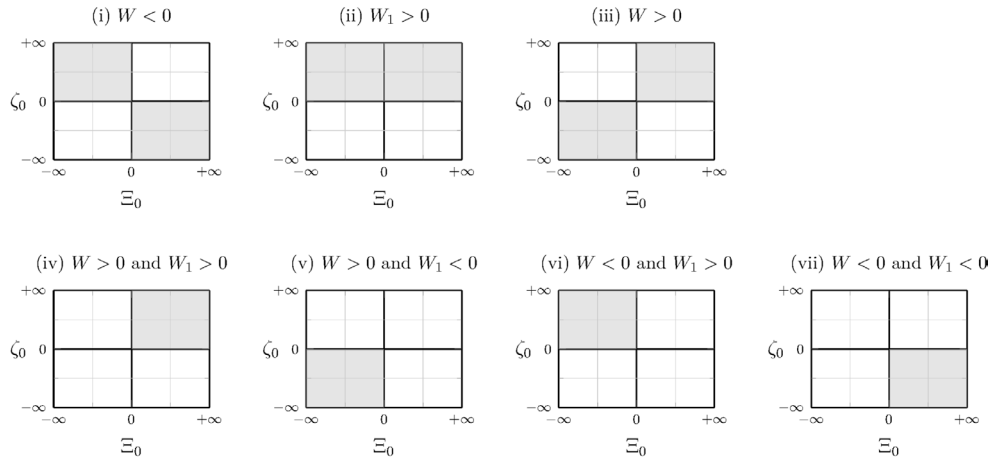 (i) W < 0
(ii) W₁ > 0
(iii) W > 0
+∞
ζ₀ 0
−∞
−∞ 0 +∞
Ξ₀
+∞
ζ₀ 0
−∞
−∞ 0 +∞
Ξ₀
+∞
ζ₀ 0
−∞
−∞ 0 +∞
Ξ₀
(iv) W > 0 and W₁ > 0
(v) W > 0 and W₁ < 0
(vi) W < 0 and W₁ > 0
(vii) W < 0 and W₁ < 0
+∞
ζ₀ 0
−∞
−∞ 0 +∞
Ξ₀
+∞
ζ₀ 0
−∞
−∞ 0 +∞
Ξ₀
+∞
ζ₀ 0
−∞
−∞ 0 +∞
Ξ₀
+∞
ζ₀ 0
−∞
−∞ 0 +∞
Ξ₀